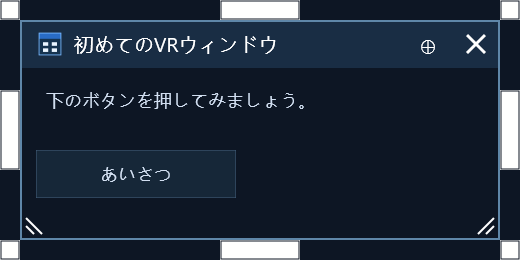 初めてのVRウィンドウ
下のボタンを押してみましょう。
あいさつ